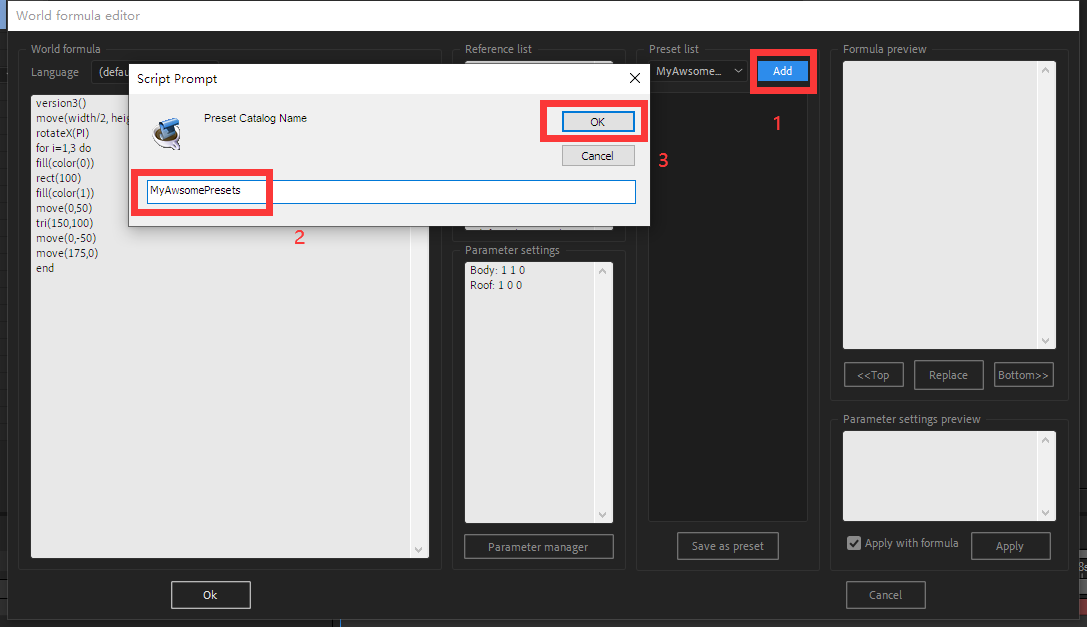 World formula editor
World formula
Language
Reference list
Preset list
MyAwsome...
Add
1
Formula preview
Script Prompt
Preset Catalog Name
OK
Cancel
3
MyAwsomePresets
2
version3()
move(width/2,
rotateX(PI)
for i=1,3 do
fill(color(0))
rect(100)
fill(color(1))
move(0,50)
tri(150,100)
move(0,-50)
move(175,0)
end
Parameter settings
Body: 1 1 0
Roof: 1 0 0
Parameter manager
Save as preset
<<Top
Replace
Bottom>>
Parameter settings preview
Apply with formula
Apply
Ok
Cancel